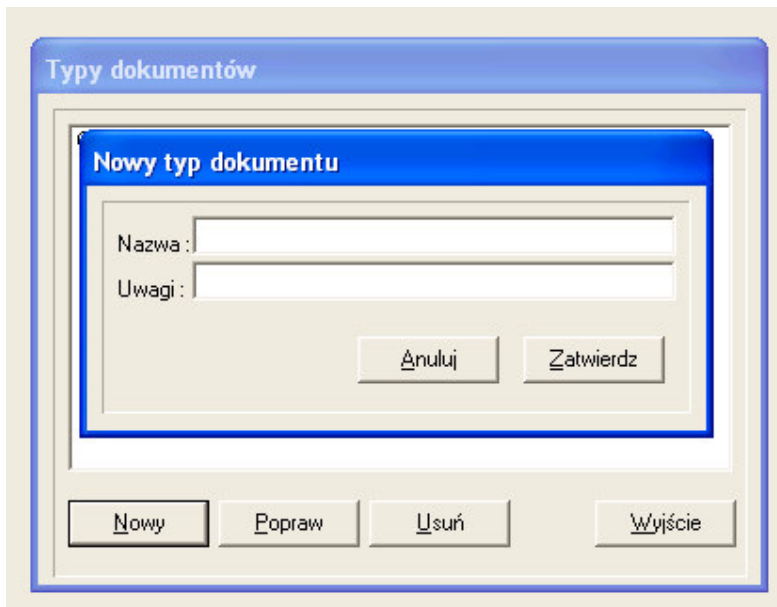 Typy dokumentów
Nowy typ dokumentu
Nazwa :
Uwagi :
Anuluj Zatwierdz
Nowy Popraw Usuń Wyjście